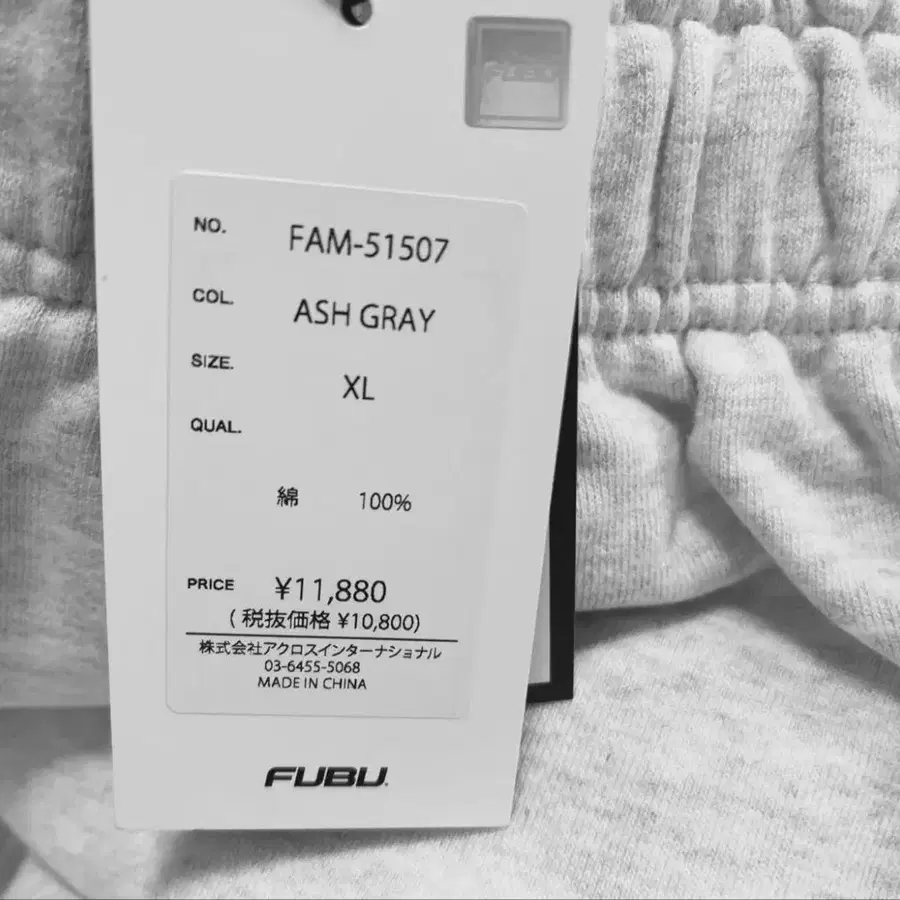 NO. FAM-51507
COL. ASH GRAY
SIZE. XL
QUAL.
綿 100%
PRICE ¥11,880
(税抜価格 ¥10,800)
株式会社アクロスインターナショナル
03-6455-5068
MADE IN CHINA
FUBU.